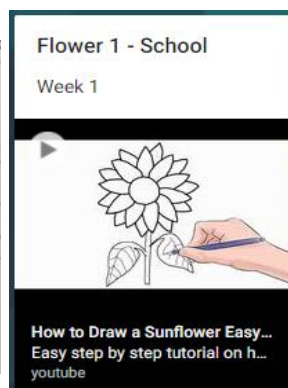 Flower 1 - School
Week 1
How to Draw a Sunflower Easy...
Easy step by step tutorial on h...
youtube